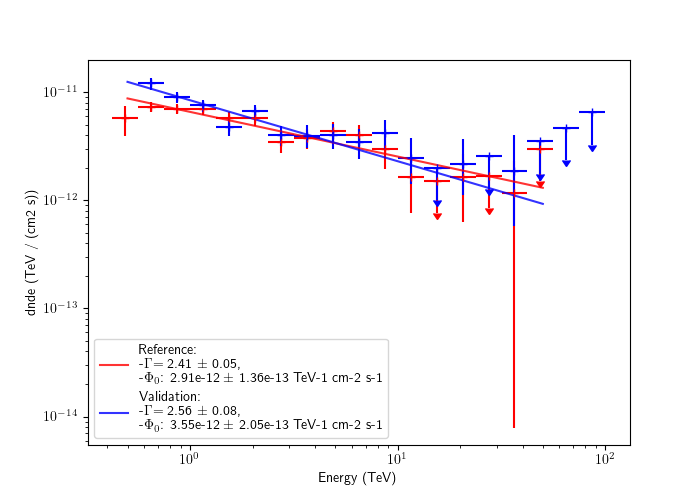 10⁻¹¹
10⁻¹²
10⁻¹³
10⁻¹⁴
dnde (TeV / (cm2 s))
Reference:
-Γ= 2.41 ± 0.05,
-Φ₀: 2.91e-12 ± 1.36e-13 TeV-1 cm-2 s-1
Validation:
-Γ= 2.56 ± 0.08,
-Φ₀: 3.55e-12 ± 2.05e-13 TeV-1 cm-2 s-1
10⁰ 10¹ 10²
Energy (TeV)